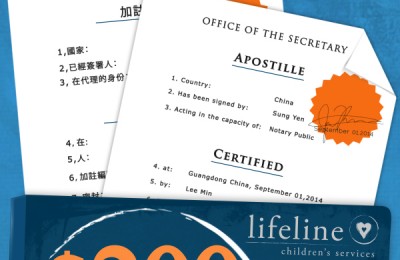 加註
1,國家:
2,已經簽署人:
3, 在代理的身份
4, 在:
5,人:
6, 加註編
OFFICE OF THE SECRETARY
APOSTILLE
1. Country: China
2. Has been signed by: Sung Yen
3. Acting in the capacity of: Notary Public
September 01,2014
CERTIFIED
4. at: Guangdong China, September 01,2014
5. by: Lee Min
lifeline
children's services